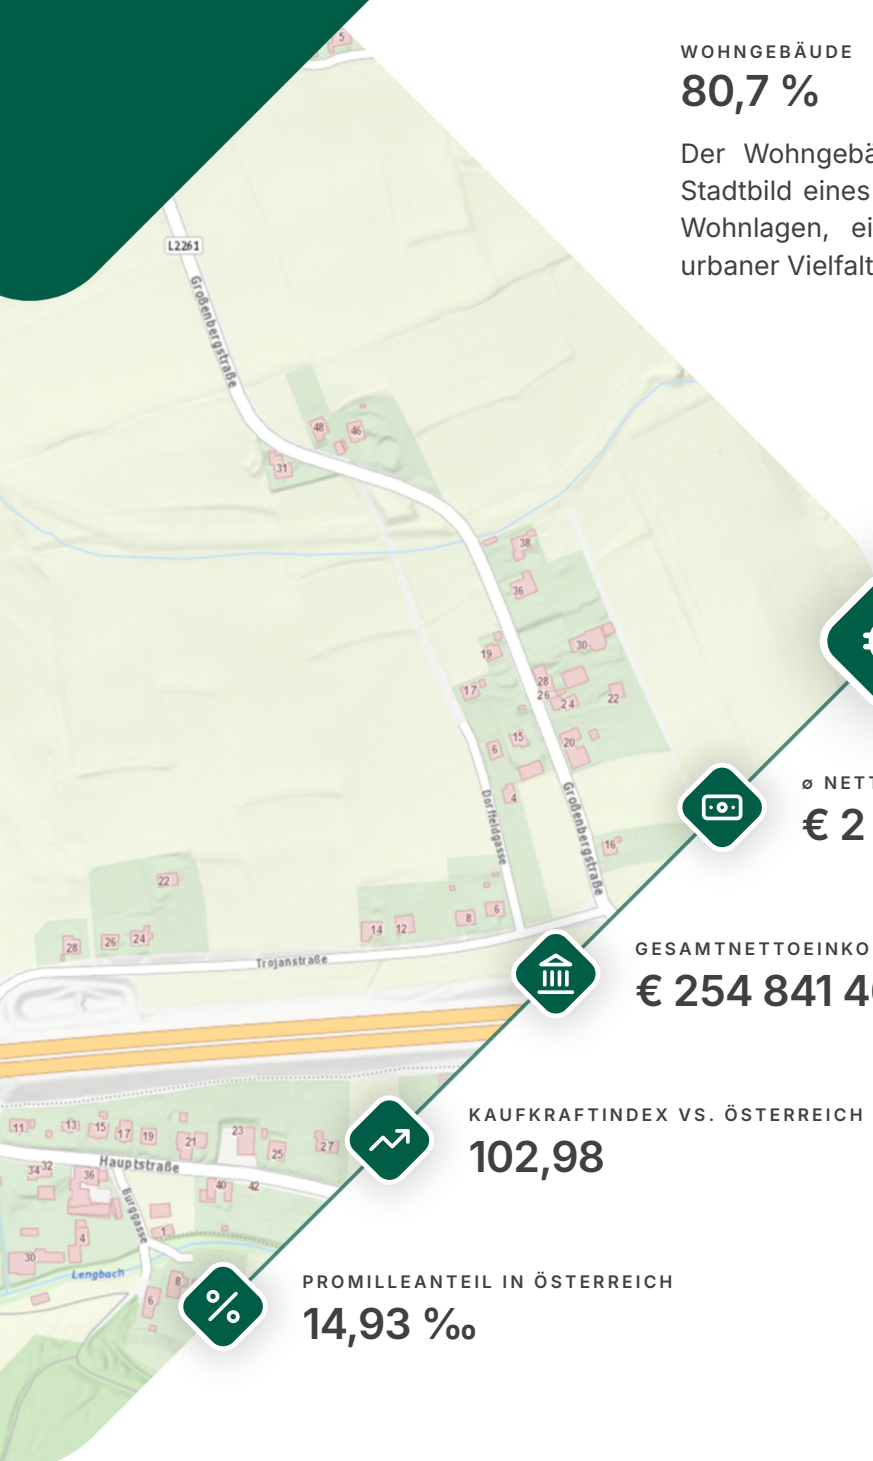 WOHNGEBÄUDE
80,7 %
Der Wohngebä
Stadtbild eines
Wohnlagen, ei
urbaner Vielfalt
5
L2261
Großenbergstraße
48
46
31
38
36
30
19
17
28
26
24
22
15
6
20
4
Dorffeldgasse
Großenbergstraße
16
ø NETT
€ 2
22
28
26
24
14
12
8
6
Trojanstraße
GESAMTNETTOEINKO
€ 254 841 4
11
13
15
17
19
21
23
25
27
KAUFKRAFTINDEX VS. ÖSTERREICH
102,98
Hauptstraße
34
32
36
40
42
Burggasse
4
1
30
Lengbach
8
6
PROMILLEANTEIL IN ÖSTERREICH
14,93 ‰